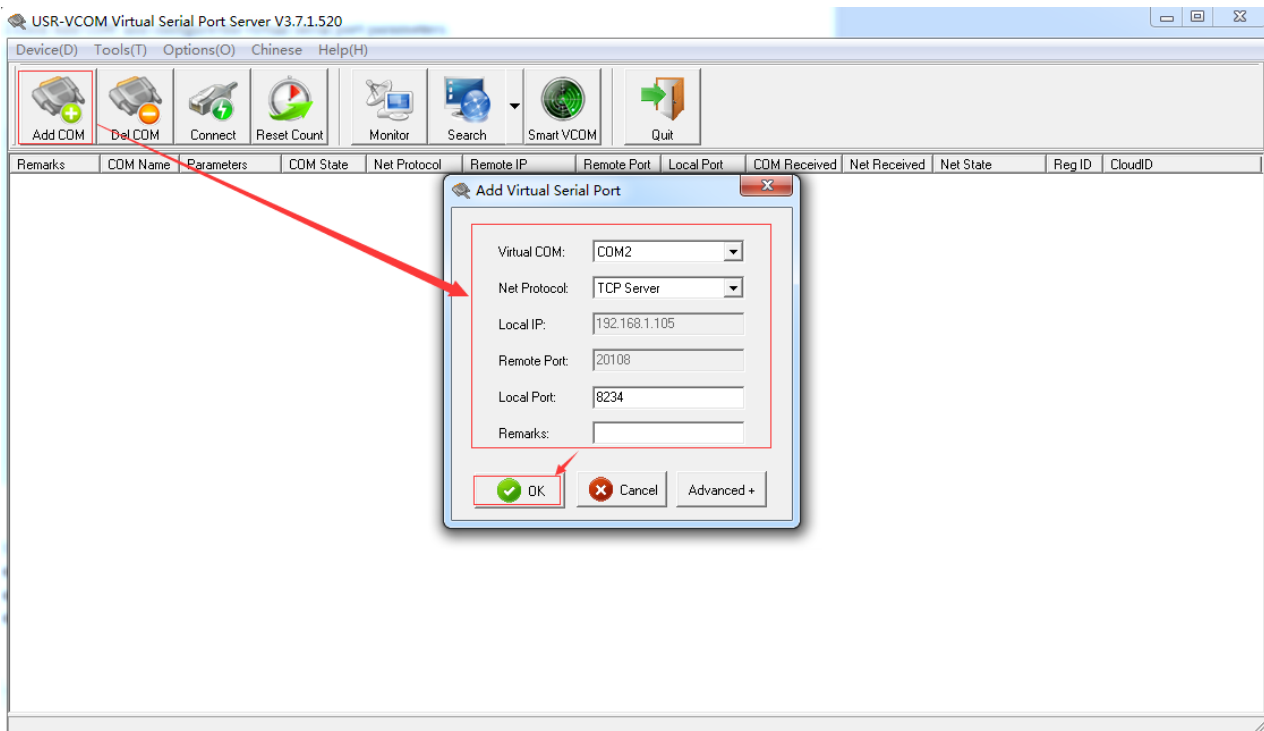 USR-VCOM Virtual Serial Port Server V3.7.1.520
Device(D) Tools(T) Options(O) Chinese Help(H)
Add COM Del COM Connect Reset Count Monitor Search Smart VCOM Quit
Remarks COM Name Parameters COM State Net Protocol Remote IP Remote Port Local Port COM Received Net Received Net State Reg ID CloudID
Add Virtual Serial Port
Virtual COM: COM2
Net Protocol: TCP Server
Local IP: 192.168.1.105
Remote Port: 20108
Local Port: 8234
Remarks:
OK Cancel Advanced +